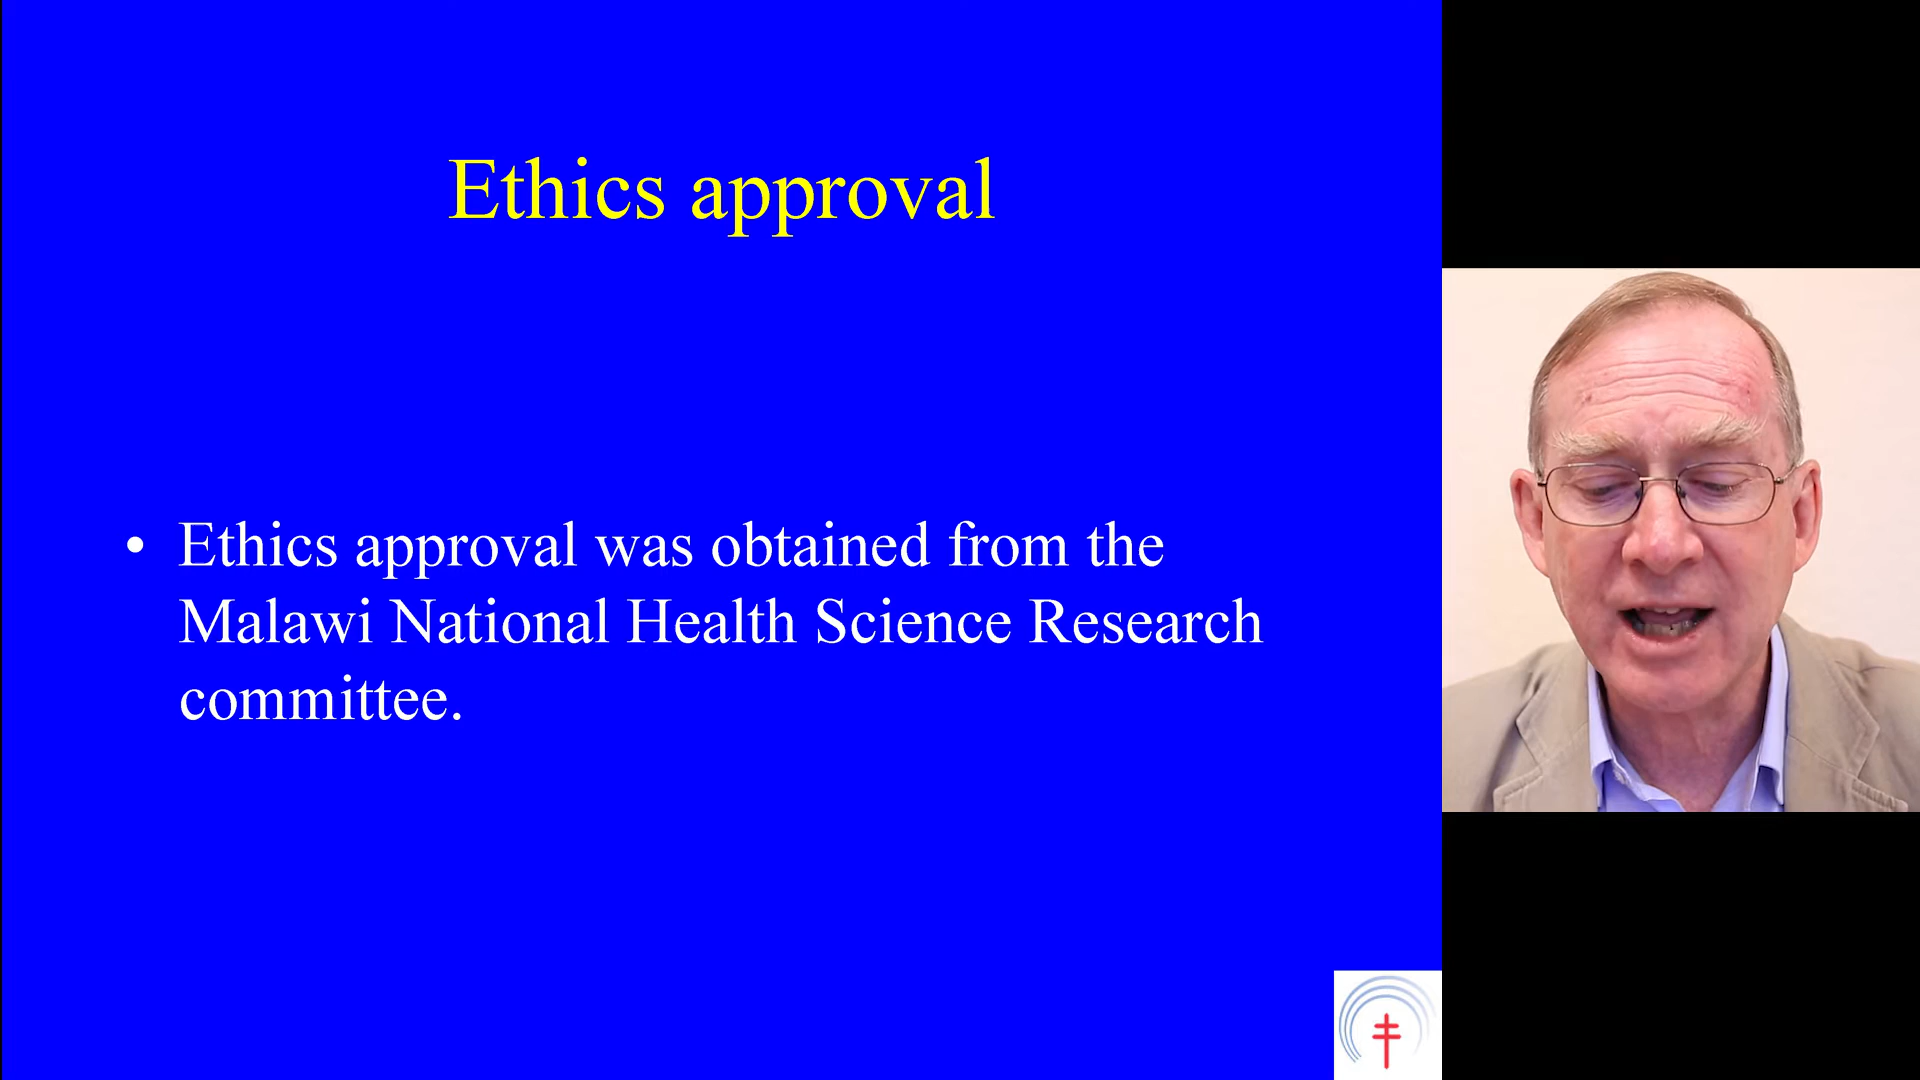 Ethics approval
• Ethics approval was obtained from the
Malawi National Health Science Research
committee.